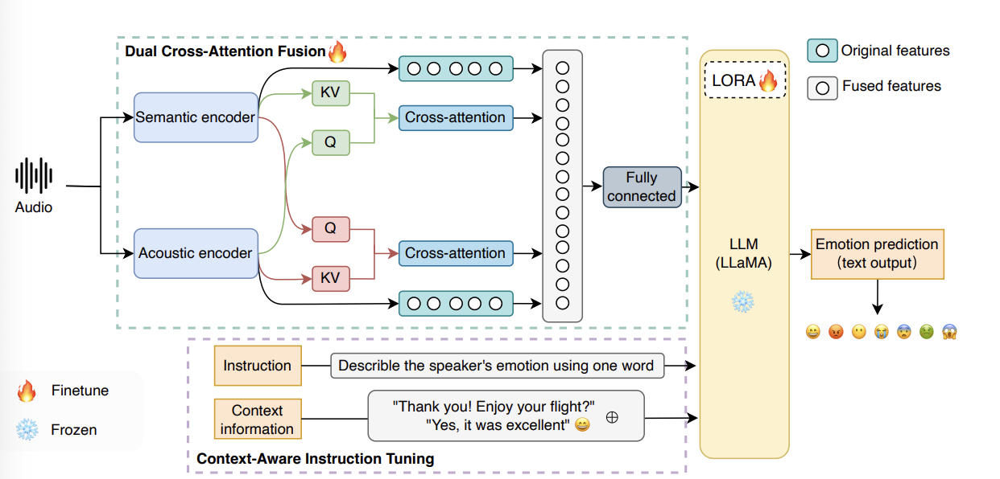 Dual Cross-Attention Fusion
Original features
Fused features
LORA
KV
Semantic encoder
Cross-attention
Q
Audio
Fully
connected
Q
Acoustic encoder
Cross-attention
KV
LLM
(LLaMA)
Emotion prediction
(text output)
Instruction
Describle the speaker's emotion using one word
Context
information
"Thank you! Enjoy your flight?"
"Yes, it was excellent"
Context-Aware Instruction Tuning
Finetune
Frozen